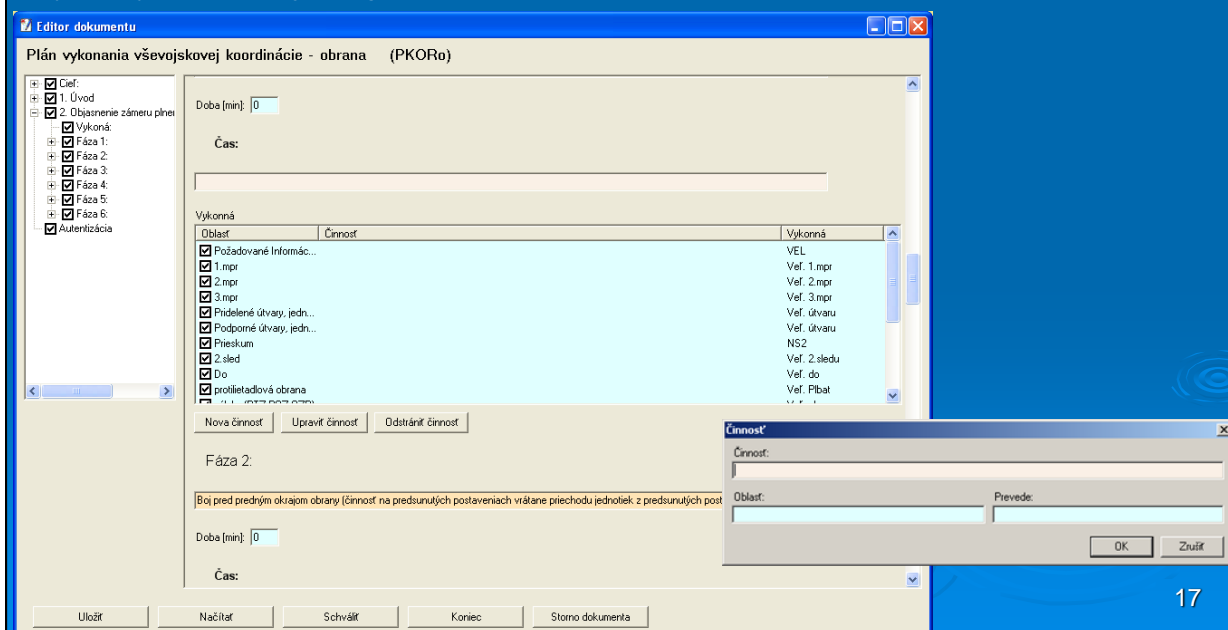 Editor dokumentu
Plán vykonania vševojskovej koordinácie - obrana (PKORo)
Cieľ:
1. Úvod
2. Objasnenie zámeru plner
Vykoná:
Fáza 1:
Fáza 2:
Fáza 3:
Fáza 4:
Fáza 5:
Fáza 6:
Autentizácia
Doba [min]: 0
Čas:
Vykonná
Oblasť Činnosť Vykonná
Požadované Informác... VEL
1.mpr Veľ. 1.mpr
2.mpr Veľ. 2.mpr
3.mpr Veľ. 3.mpr
Pridelené útvary, jedn... Veľ. útvaru
Podporné útvary, jedn... Veľ. útvaru
Prieskum NS2
2.sled Veľ. 2.sledu
Do Veľ. do
protilietadlová obrana Veľ. Plbat
Nova činnosť Upraviť činnosť Odstrániť činnosť
Fáza 2:
Boj pred predným okrajom obrany (činnosť na predsunutých postaveniach vrátane priechodu jednotiek z predsunutých post
Doba [min]: 0
Čas:
Činnosť
Činnosť:
Oblasť: Prevede:
OK Zrušiť
Uložiť Načítať Schváliť Koniec Storno dokumenta
17